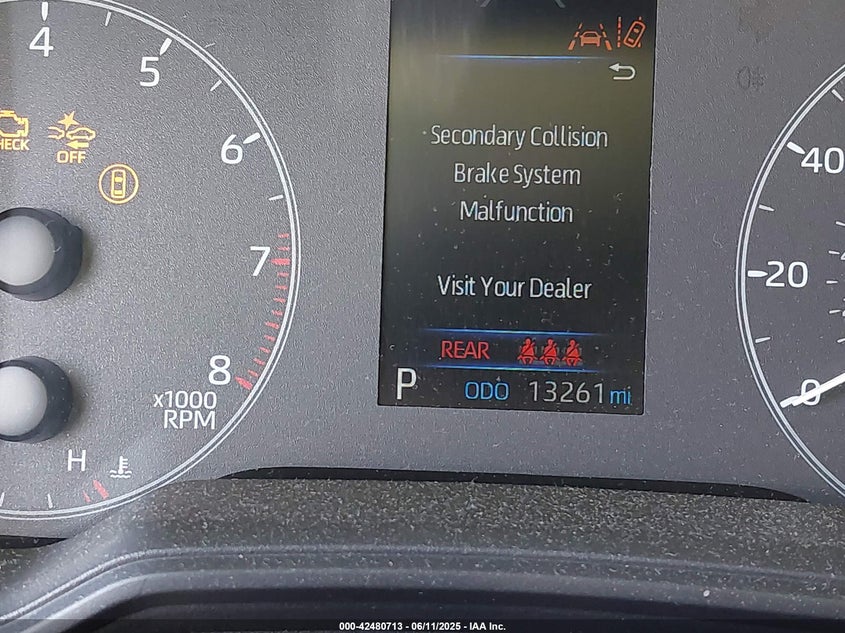 4
5
6
7
8
x1000
RPM
H
CHECK
OFF
Secondary Collision
Brake System
Malfunction
Visit Your Dealer
REAR
P
ODO 13261 mi
40
20
0
000-42480713 - 06/11/2025 - IAA Inc.